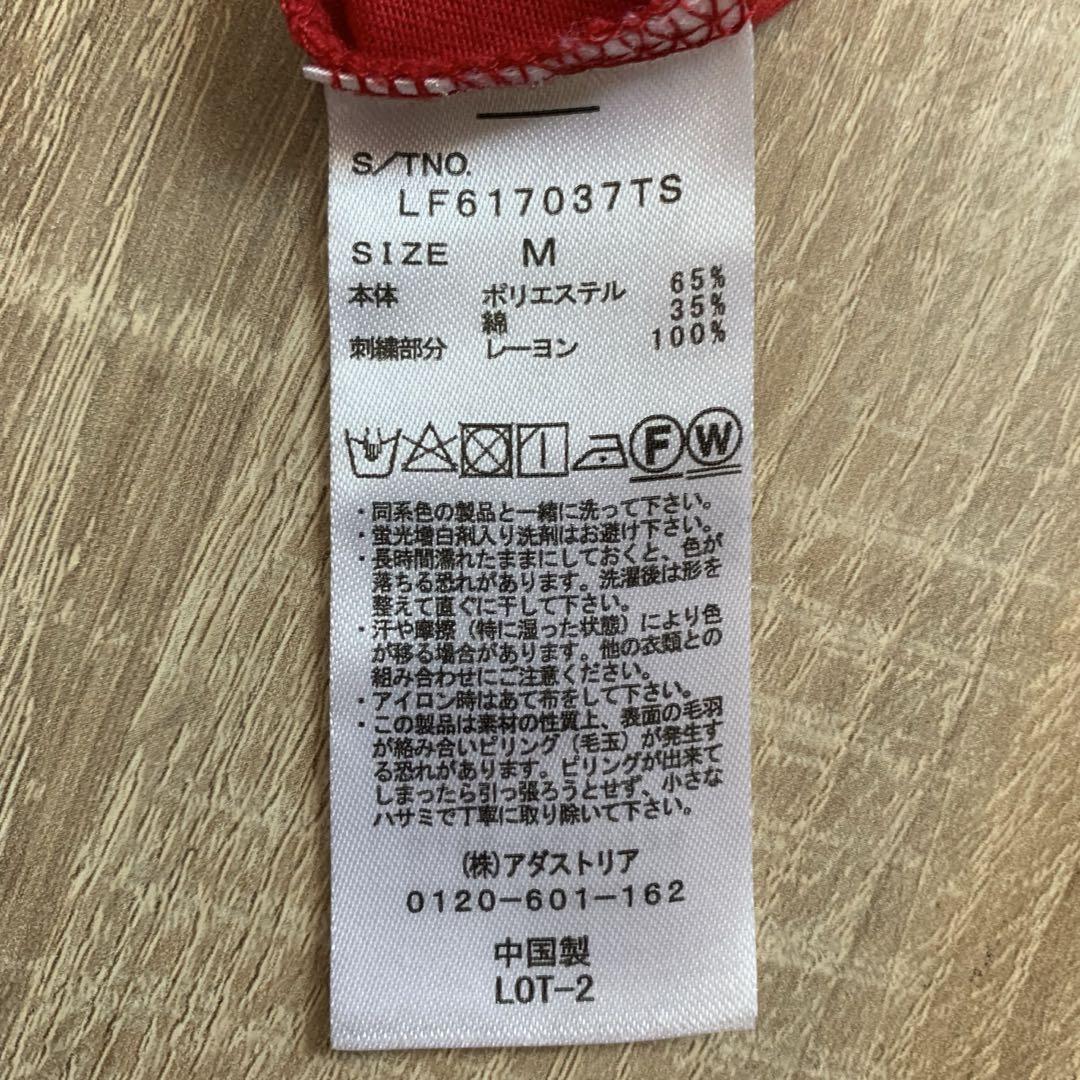 S/TNO.
LF617037TS
SIZE M
本体 ポリエステル 65%
綿 35%
刺繍部分 レーヨン 100%
F W
・同系色の製品と一緒に洗って下さい。
・蛍光増白剤入り洗剤はお避け下さい。
・長時間濡れたままにしておくと、色が
落ちる恐れがあります。洗濯後は形を
整えて直ぐに干して下さい。
・汗や摩擦（特に湿った状態）により色
が移る場合があります。他の衣類との
組み合わせにご注意ください。
・アイロン時はあて布をして下さい。
・この製品は素材の性質上、表面の毛羽
が絡み合いピリング（毛玉）が発生す
る恐れがあります。ピリングが出来て
しまったら引っ張ろうとせず、小さな
ハサミで丁寧に取り除いて下さい。
(株)アダストリア
0120-601-162
中国製
LOT-2